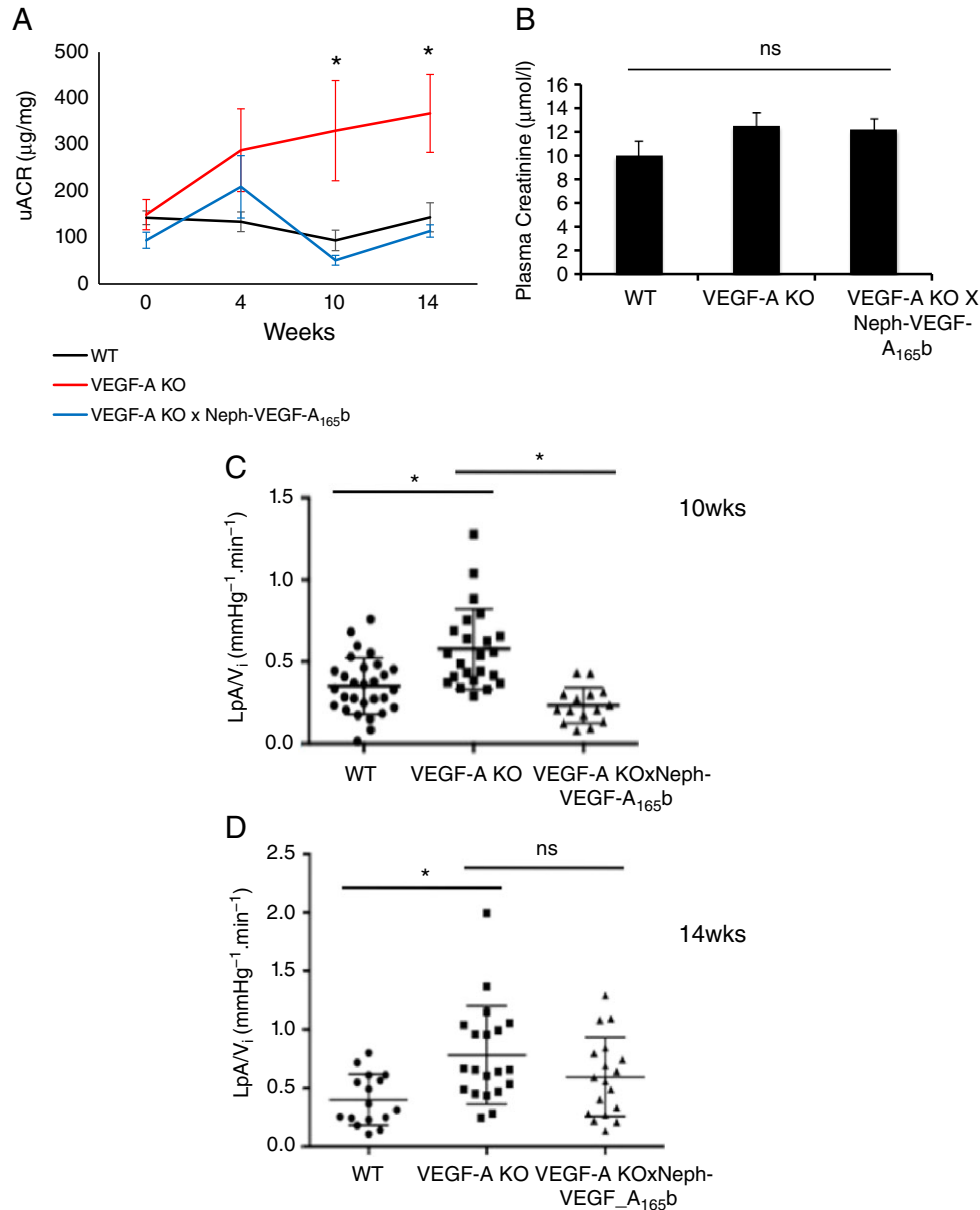 A
500
400
300
200
100
0
uACR (μg/mg)
* *
0 4 10 14
Weeks
WT
VEGF-A KO
VEGF-A KO x Neph-VEGF-A₁₆₅b
B
ns
16
14
12
10
8
6
4
2
0
Plasma Creatinine (μmol/l)
WT VEGF-A KO VEGF-A KO X
Neph-VEGF-
A₁₆₅b
C
* *
10wks
1.5
1.0
0.5
0.0
LpA/Vᵢ (mmHg⁻¹.min⁻¹)
WT VEGF-A KO VEGF-A KOxNeph-
VEGF-A₁₆₅b
D
* ns
14wks
2.5
2.0
1.5
1.0
0.5
0.0
LpA/Vᵢ (mmHg⁻¹.min⁻¹)
WT VEGF-A KO VEGF-A KOxNeph-
VEGF_A₁₆₅b